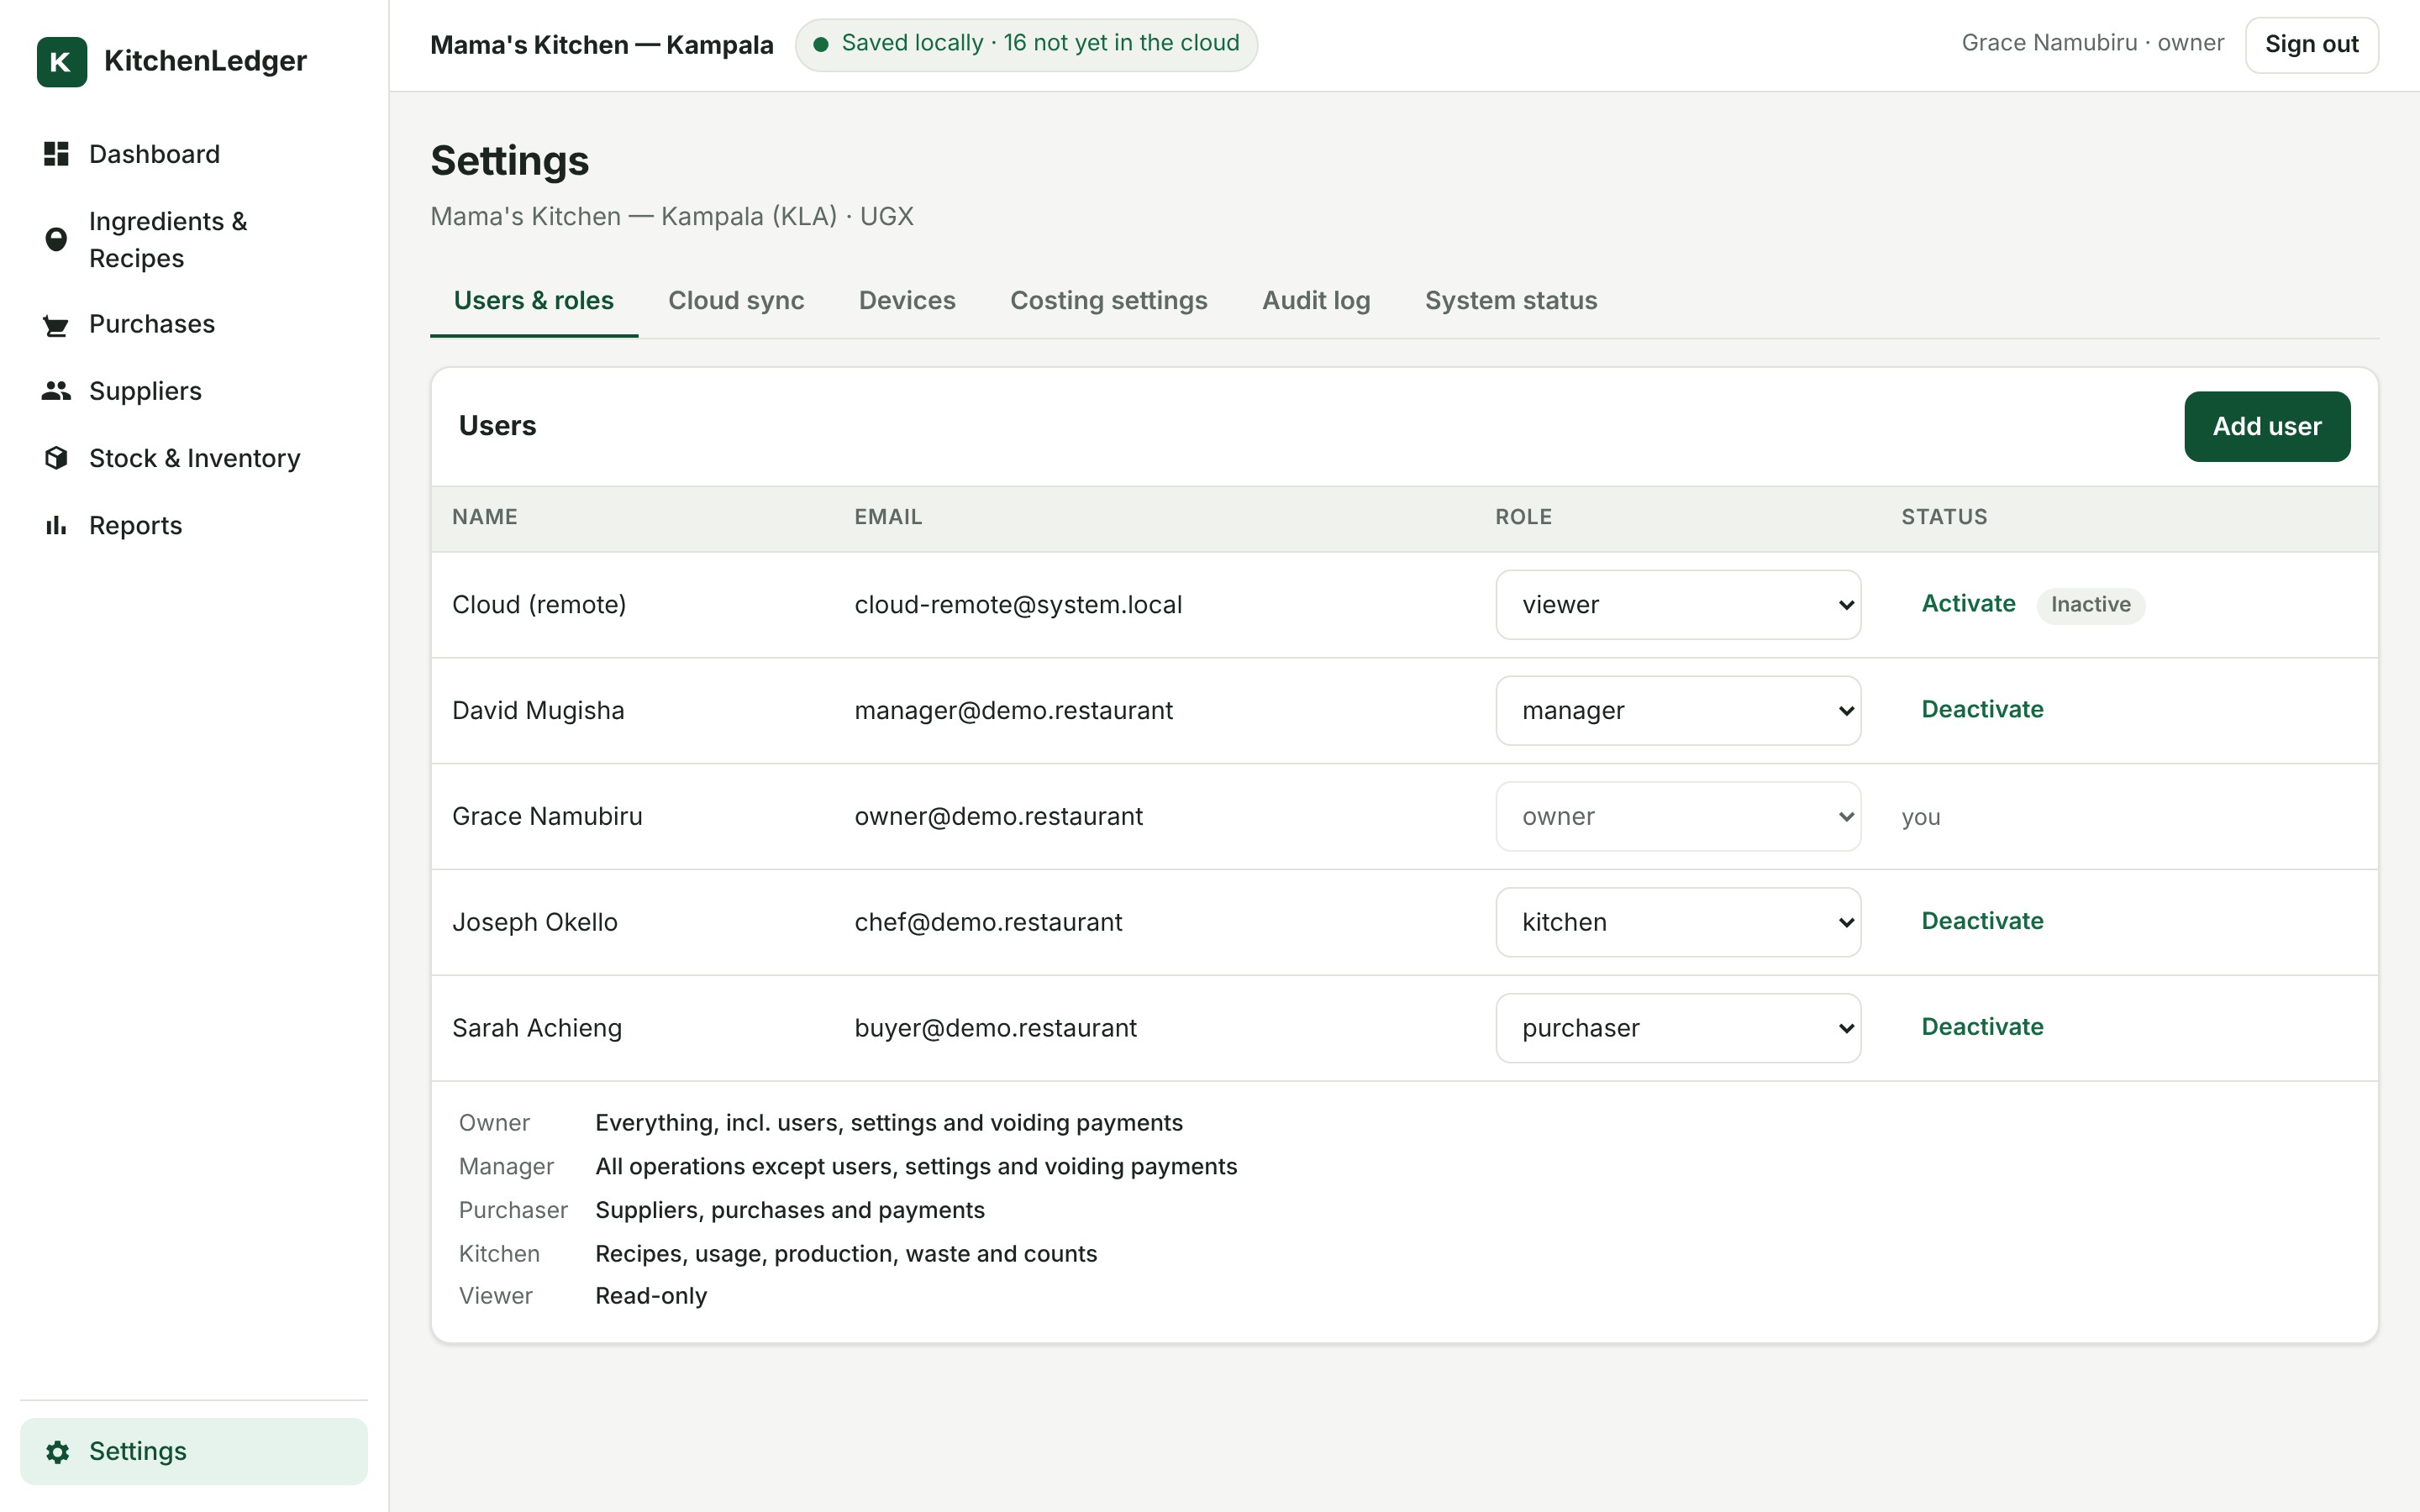 K KitchenLedger
Dashboard
Ingredients &
Recipes
Purchases
Suppliers
Stock & Inventory
Reports
Settings
Mama's Kitchen — Kampala
Saved locally · 16 not yet in the cloud
Grace Namubiru · owner
Sign out
Settings
Mama's Kitchen — Kampala (KLA) · UGX
Users & roles Cloud sync Devices Costing settings Audit log System status
Users
Add user
NAME EMAIL ROLE STATUS
Cloud (remote) cloud-remote@system.local viewer Activate Inactive
David Mugisha manager@demo.restaurant manager Deactivate
Grace Namubiru owner@demo.restaurant owner you
Joseph Okello chef@demo.restaurant kitchen Deactivate
Sarah Achieng buyer@demo.restaurant purchaser Deactivate
Owner Everything, incl. users, settings and voiding payments
Manager All operations except users, settings and voiding payments
Purchaser Suppliers, purchases and payments
Kitchen Recipes, usage, production, waste and counts
Viewer Read-only